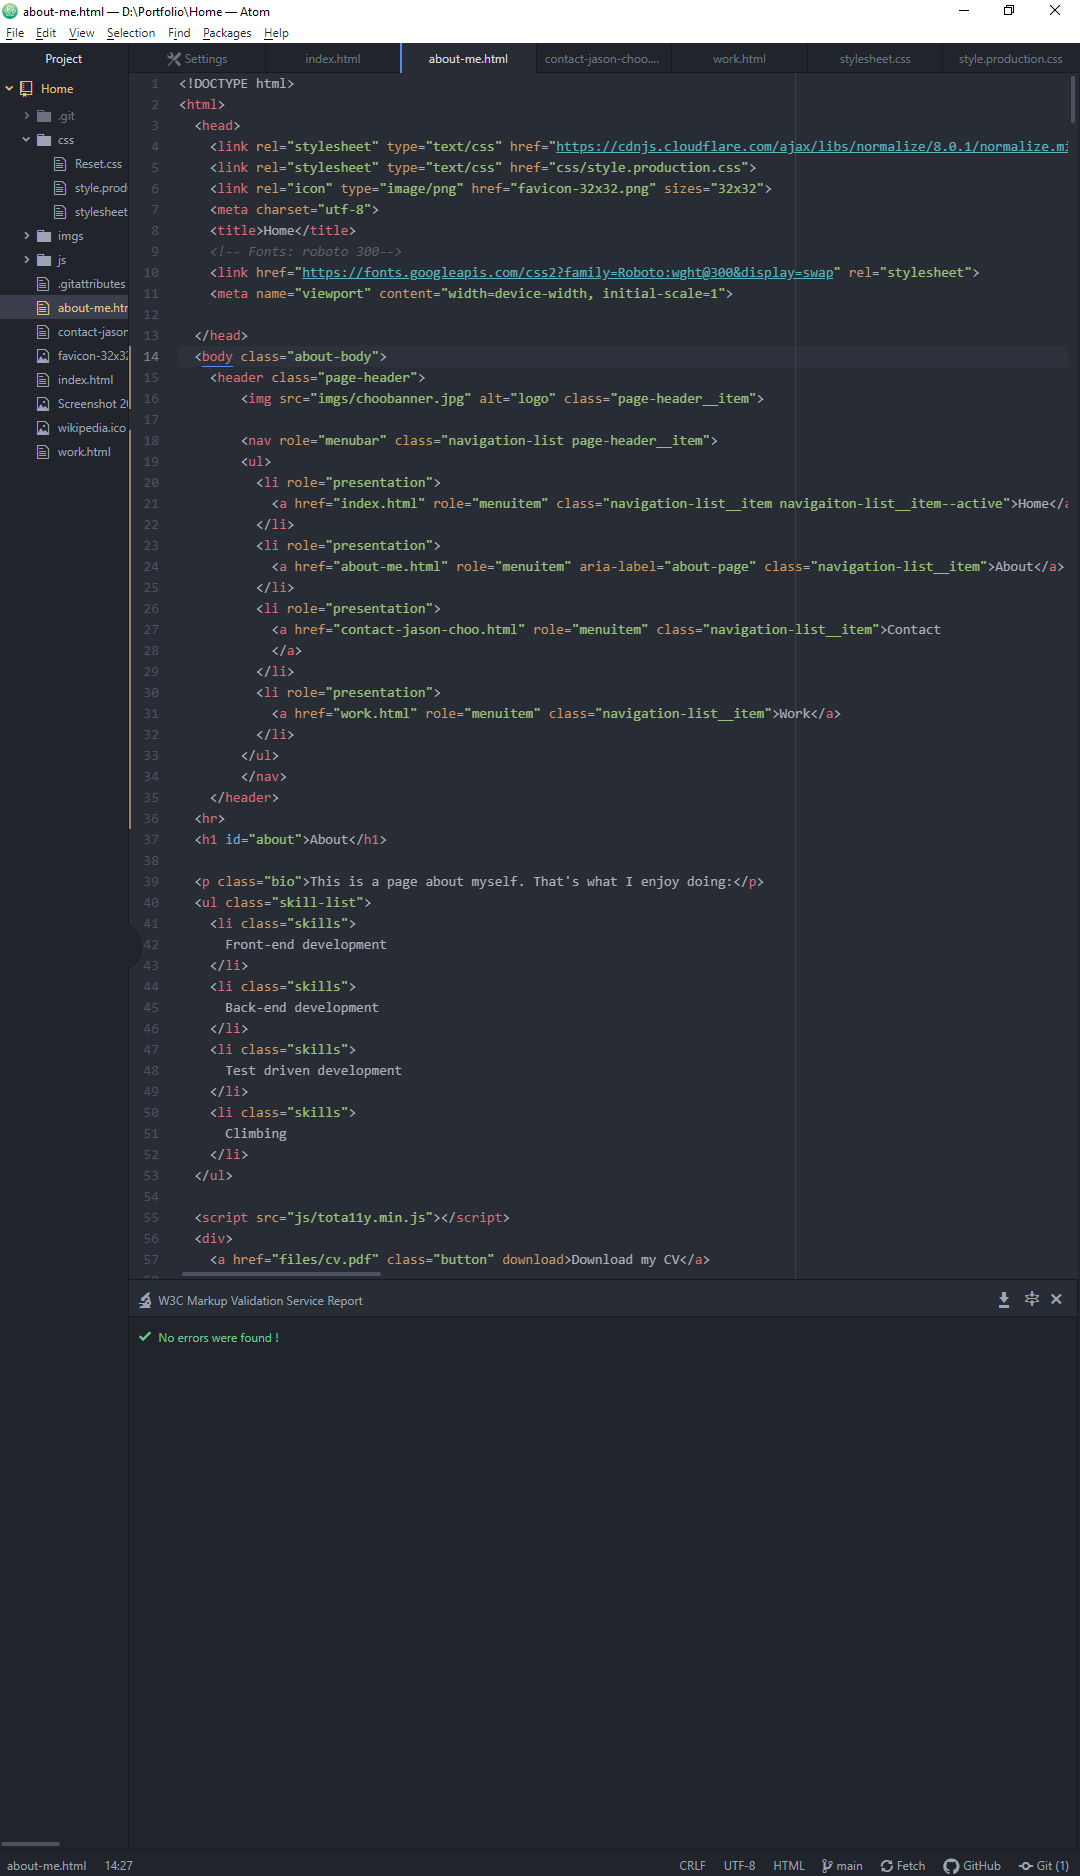 about-me.html — D:\Portfolio\Home — Atom
File Edit View Selection Find Packages Help
Project
Settings index.html about-me.html contact-jason-choo.... work.html stylesheet.css style.production.css
Home
.git
css
Reset.css
style.prod
stylesheet
imgs
js
.gitattributes
about-me.htm
contact-jason
favicon-32x32
index.html
Screenshot 20
wikipedia.ico
work.html
1 <!DOCTYPE html>
2 <html>
3 <head>
4 <link rel="stylesheet" type="text/css" href="https://cdnjs.cloudflare.com/ajax/libs/normalize/8.0.1/normalize.mi
5 <link rel="stylesheet" type="text/css" href="css/style.production.css">
6 <link rel="icon" type="image/png" href="favicon-32x32.png" sizes="32x32">
7 <meta charset="utf-8">
8 <title>Home</title>
9 <!-- Fonts: roboto 300-->
10 <link href="https://fonts.googleapis.com/css2?family=Roboto:wght@300&display=swap" rel="stylesheet">
11 <meta name="viewport" content="width=device-width, initial-scale=1">
12
13 </head>
14 <body class="about-body">
15 <header class="page-header">
16 <img src="imgs/choobanner.jpg" alt="logo" class="page-header__item">
17
18 <nav role="menubar" class="navigation-list page-header__item">
19 <ul>
20 <li role="presentation">
21 <a href="index.html" role="menuitem" class="navigation-list__item navigaiton-list__item--active">Home</a
22 </li>
23 <li role="presentation">
24 <a href="about-me.html" role="menuitem" aria-label="about-page" class="navigation-list__item">About</a>
25 </li>
26 <li role="presentation">
27 <a href="contact-jason-choo.html" role="menuitem" class="navigation-list__item">Contact
28 </a>
29 </li>
30 <li role="presentation">
31 <a href="work.html" role="menuitem" class="navigation-list__item">Work</a>
32 </li>
33 </ul>
34 </nav>
35 </header>
36 <hr>
37 <h1 id="about">About</h1>
38
39 <p class="bio">This is a page about myself. That's what I enjoy doing:</p>
40 <ul class="skill-list">
41 <li class="skills">
42 Front-end development
43 </li>
44 <li class="skills">
45 Back-end development
46 </li>
47 <li class="skills">
48 Test driven development
49 </li>
50 <li class="skills">
51 Climbing
52 </li>
53 </ul>
54
55 <script src="js/tota11y.min.js"></script>
56 <div>
57 <a href="files/cv.pdf" class="button" download>Download my CV</a>
W3C Markup Validation Service Report
No errors were found !
about-me.html 14:27 CRLF UTF-8 HTML main Fetch GitHub Git (1)